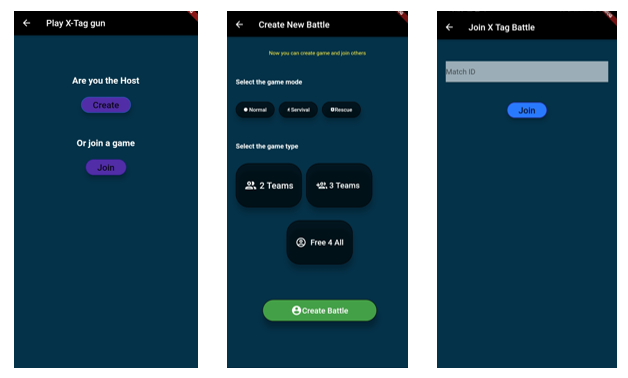 Play X-Tag gun
Are you the Host
Create
Or join a game
Join
Create New Battle
Now you can create game and join others
Select the game mode
Normal
Servival
Rescue
Select the game type
2 Teams
3 Teams
Free 4 All
Create Battle
Join X Tag Battle
Match ID
Join